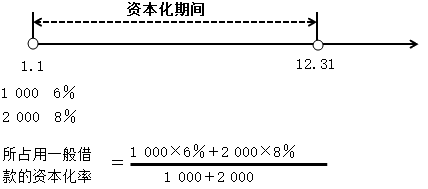 资本化期间
1.1 12.31
1 000 6%
2 000 8%
所占用一般借
款的资本化率
=
1 000×6%+2 000×8%
1 000+2 000